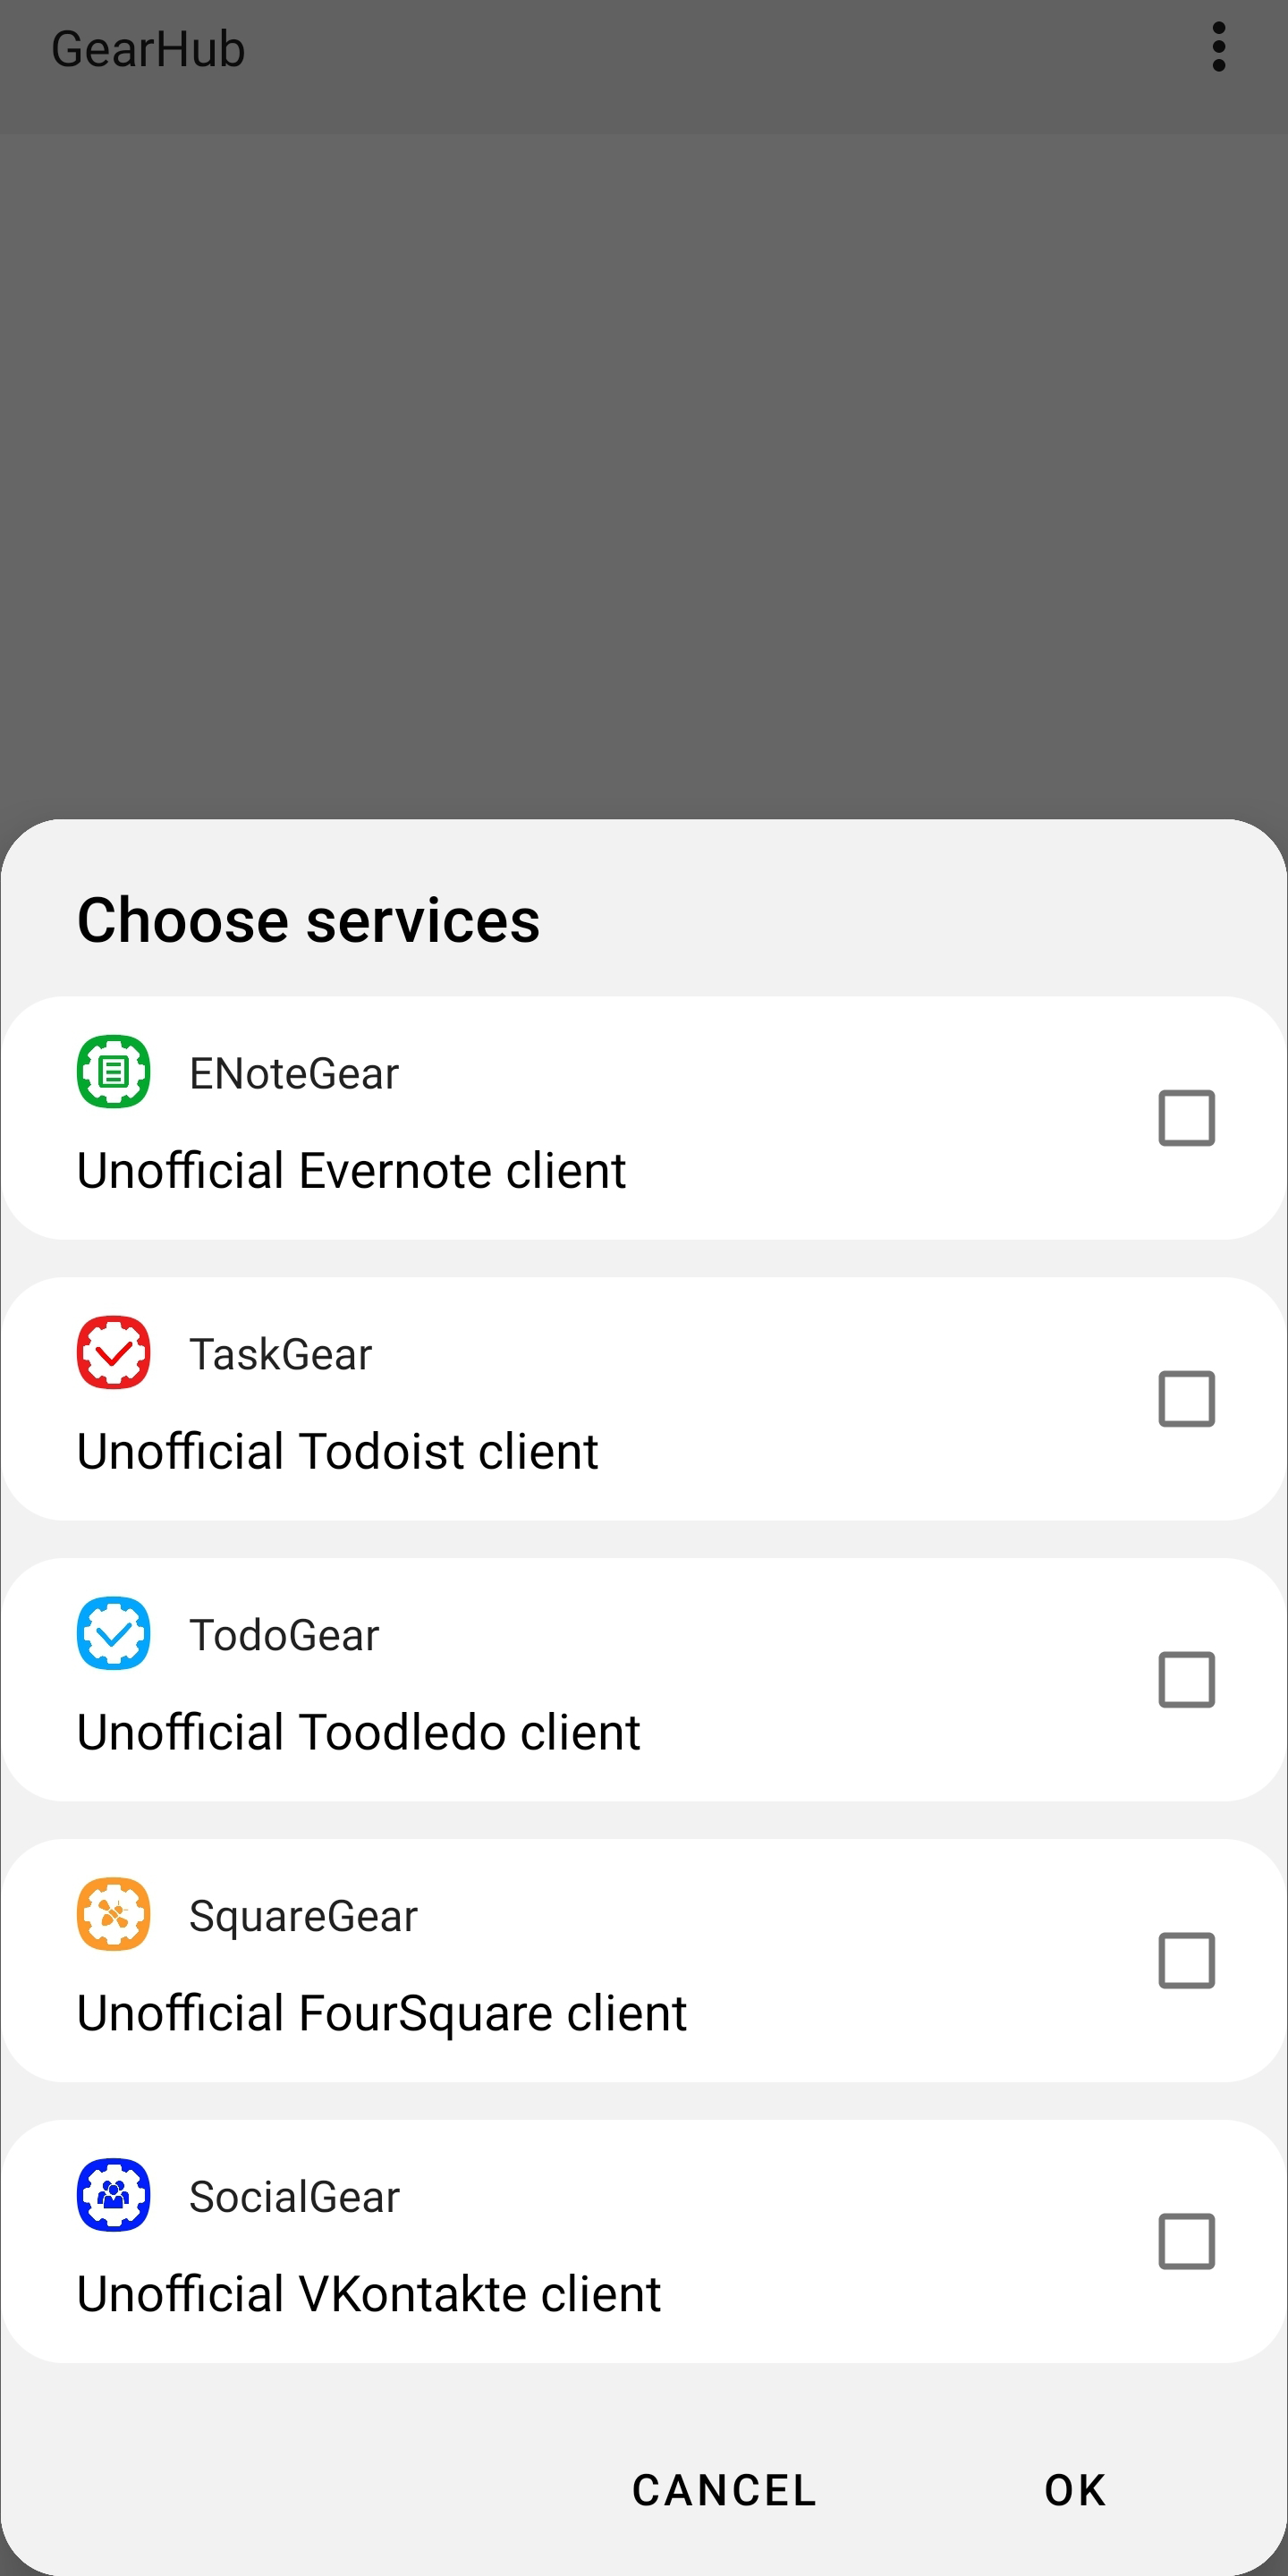 GearHub
Choose services
ENoteGear
Unofficial Evernote client
TaskGear
Unofficial Todoist client
TodoGear
Unofficial Toodledo client
SquareGear
Unofficial FourSquare client
SocialGear
Unofficial VKontakte client
CANCEL OK